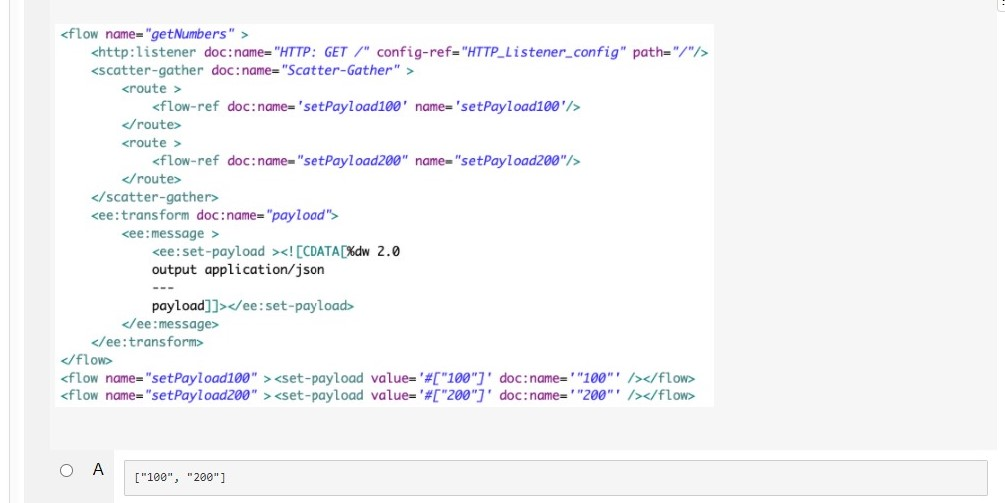 <flow name="getNumbers" >
<http:listener doc:name="HTTP: GET /" config-ref="HTTP_Listener_config" path="/"/>
<scatter-gather doc:name="Scatter-Gather" >
<route >
<flow-ref doc:name='setPayload100' name='setPayload100'/>
</route>
<route >
<flow-ref doc:name="setPayload200" name="setPayload200"/>
</route>
</scatter-gather>
<ee:transform doc:name="payload">
<ee:message >
<ee:set-payload ><![CDATA[%dw 2.0
output application/json
---
payload]]></ee:set-payload>
</ee:message>
</ee:transform>
</flow>
<flow name="setPayload100" ><set-payload value='#["100"]' doc:name='"100"' /></flow>
<flow name="setPayload200" ><set-payload value='#["200"]' doc:name='"200"' /></flow>
A
["100", "200"]